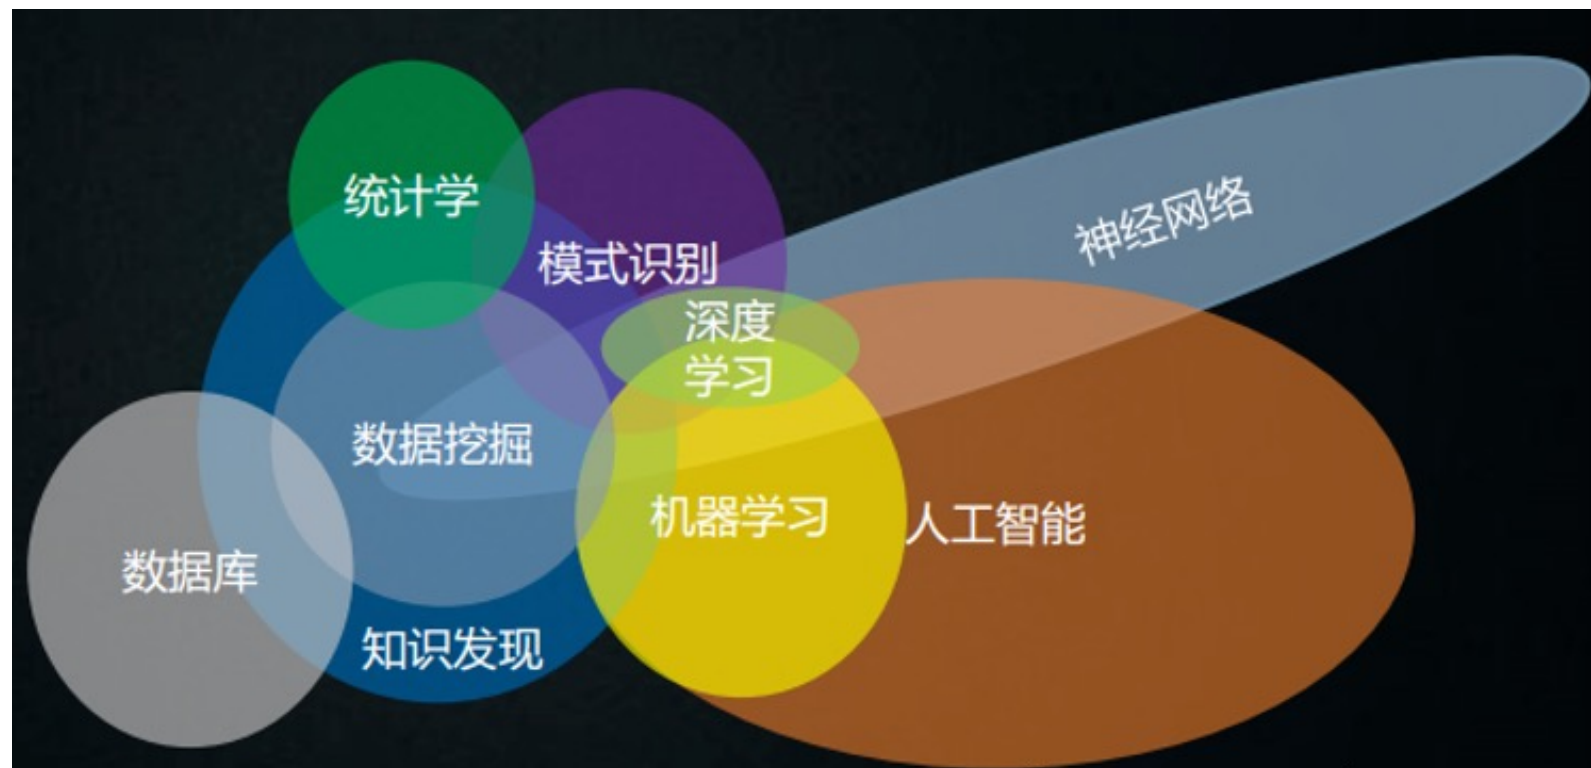 统计学
模式识别
神经网络
深度
学习
数据挖掘
机器学习
人工智能
数据库
知识发现